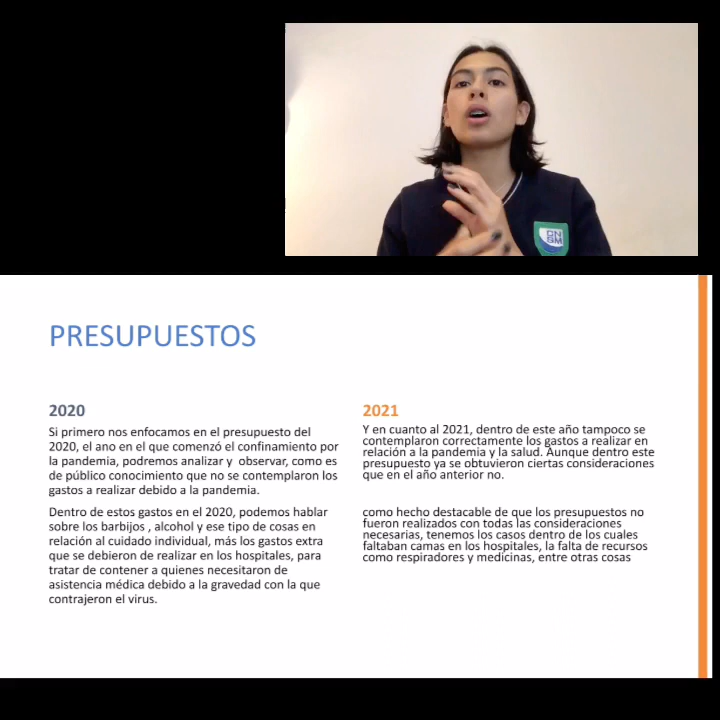 DN
SM
PRESUPUESTOS
2020
Si primero nos enfocamos en el presupuesto del
2020, el ano en el que comenzó el confinamiento por
la pandemia, podremos analizar y observar, como es
de público conocimiento que no se contemplaron los
gastos a realizar debido a la pandemia.
Dentro de estos gastos en el 2020, podemos hablar
sobre los barbijos , alcohol y ese tipo de cosas en
relación al cuidado individual, más los gastos extra
que se debieron de realizar en los hospitales, para
tratar de contener a quienes necesitaron de
asistencia médica debido a la gravedad con la que
contrajeron el virus.
2021
Y en cuanto al 2021, dentro de este año tampoco se
contemplaron correctamente los gastos a realizar en
relación a la pandemia y la salud. Aunque dentro este
presupuesto ya se obtuvieron ciertas consideraciones
que en el año anterior no.
como hecho destacable de que los presupuestos no
fueron realizados con todas las consideraciones
necesarias, tenemos los casos dentro de los cuales
faltaban camas en los hospitales, la falta de recursos
como respiradores y medicinas, entre otras cosas